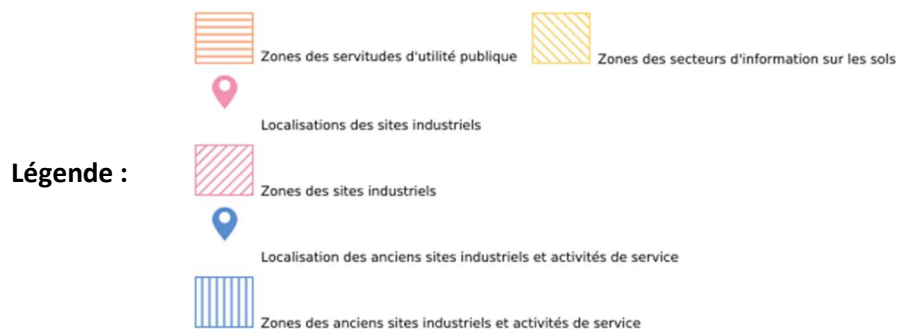 Zones des servitudes d'utilité publique
Zones des secteurs d'information sur les sols
Localisations des sites industriels
Légende :
Zones des sites industriels
Localisation des anciens sites industriels et activités de service
Zones des anciens sites industriels et activités de service